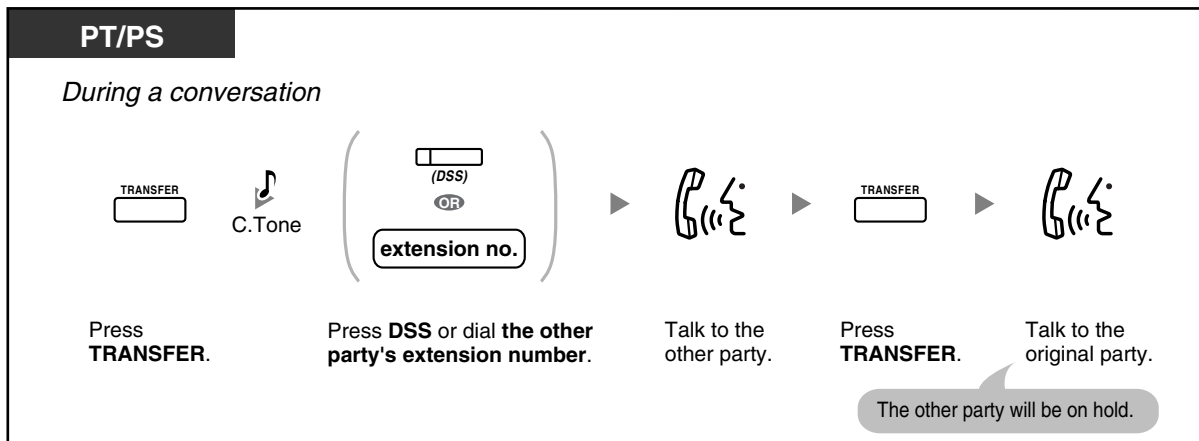 PT/PS
During a conversation
TRANSFER
C.Tone
(DSS)
OR
extension no.
TRANSFER
Press
TRANSFER.
Press DSS or dial the other
party's extension number.
Talk to the
other party.
Press
TRANSFER.
Talk to the
original party.
The other party will be on hold.